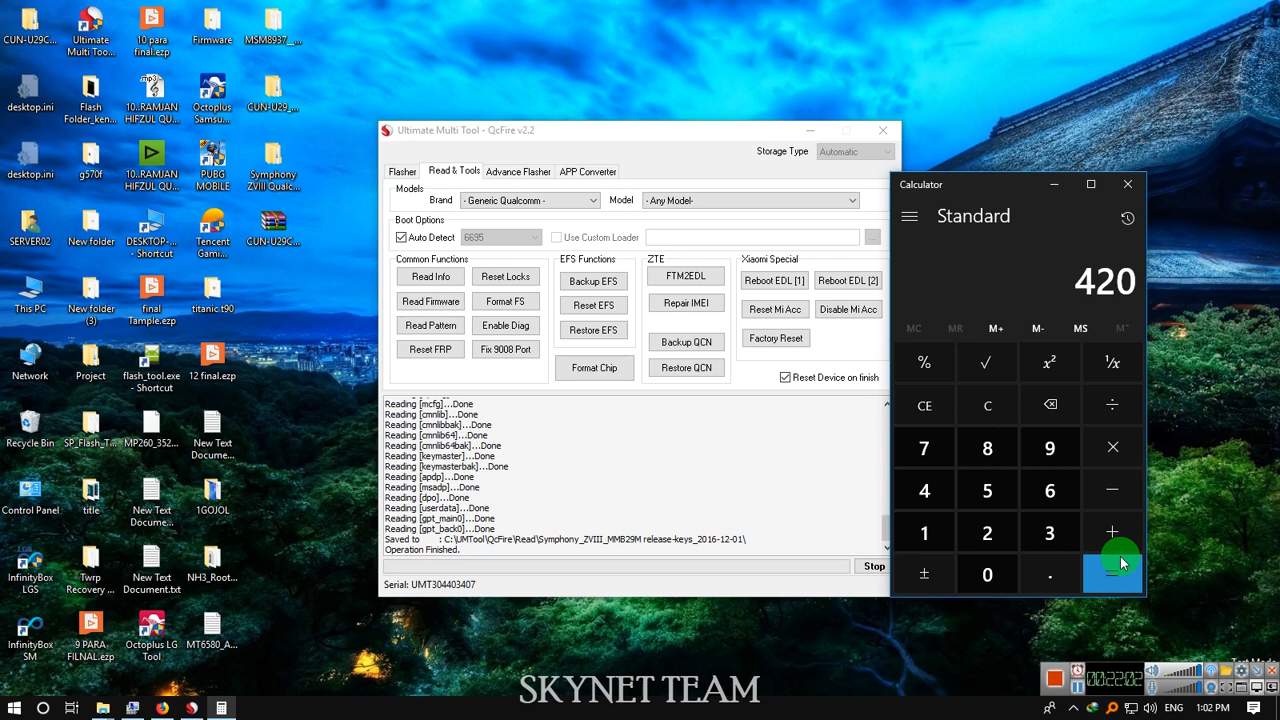 CUN-U29C...
Ultimate
Multi Too...
10 para
final.ezp
Firmware
MSM8937_...
desktop.ini
Flash
Folder_ken...
10..RAMJAN
HIFZUL QU...
Octoplus
Samsu...
CUN-U29_...
desktop.ini
g570f
10..RAMJAN
HIFZUL QU...
PUBG
MOBILE
Symphony
ZVIII Qualc...
SERVER02
New folder
DESKTOP-...
- Shortcut
Tencent
Gaming...
CUN-U29C...
This PC
New folder
(3)
final
Tample.ezp
titanic t90
Network
Project
flash_tool.exe
- Shortcut
12 final.ezp
Recycle Bin
SP_Flash_T...
MP260_352...
New Text
Docume...
Control Panel
title
New Text
Docume...
1GOJOL
InfinityBox
LGS
Twrp
Recovery ...
New Text
Document.txt
NH3_Root...
InfinityBox
SM
9 PARA
FILNAL.ezp
Octoplus LG
Tool
MT6580_A...
Ultimate Multi Tool - QcFire v2.2
Storage Type Automatic
Flasher Read & Tools Advance Flasher APP Converter
Models
Brand - Generic Qualcomm - Model - Any Model-
Boot Options
Auto Detect 6695 Use Custom Loader ...
Common Functions EFS Functions ZTE Xiaomi Special
Read Info Reset Locks Backup EFS FTM2EDL Reboot EDL [1] Reboot EDL [2]
Read Firmware Format FS Reset EFS Repair IMEI Reset Mi Acc Disable Mi Acc
Read Pattern Enable Diag Restore EFS Backup QCN Factory Reset
Reset FRP Fix 9008 Port Format Chip Restore QCN
Reset Device on finish
Reading [mcfg]...Done
Reading [cmnlib]...Done
Reading [cmnlibbak]...Done
Reading [cmnlib64]...Done
Reading [cmnlib64bak]...Done
Reading [keymaster]...Done
Reading [keymasterbak]...Done
Reading [apdp]...Done
Reading [msadp]...Done
Reading [dpo]...Done
Reading [userdata]...Done
Reading [gpt_main0]...Done
Reading [gpt_back0]...Done
Saved to : C:\UMTool\QcFire\Read\Symphony_ZVIII_MMB29M release-keys_2016-12-01\
Operation Finished.
Stop
Serial: UMT304403407
Calculator
Standard
420
MC MR M+ M- MS M˅
% √ x² ¹/x
CE C ÷
7 8 9 ×
4 5 6 −
1 2 3 +
± 0 . =
SKYNET TEAM
00:22:02
ENG 1:02 PM